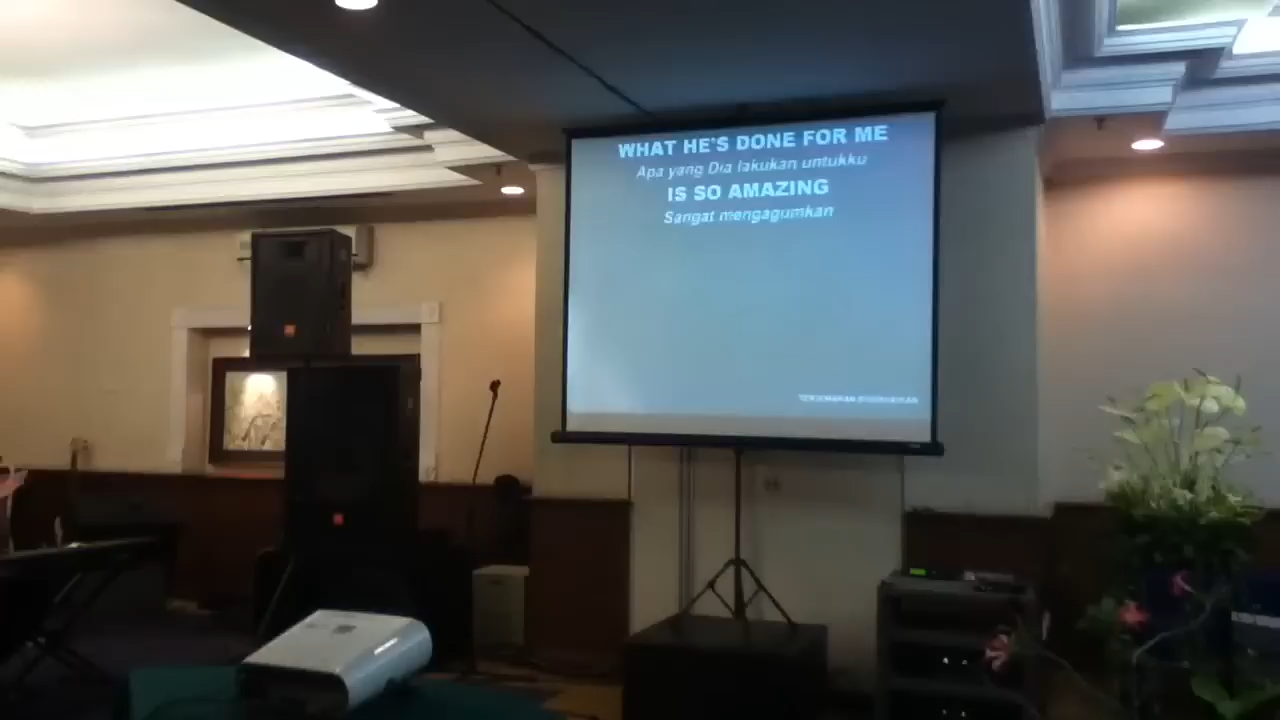 WHAT HE'S DONE FOR ME
Apa yang Dia lakukan untukku
IS SO AMAZING
Sangat mengagumkan